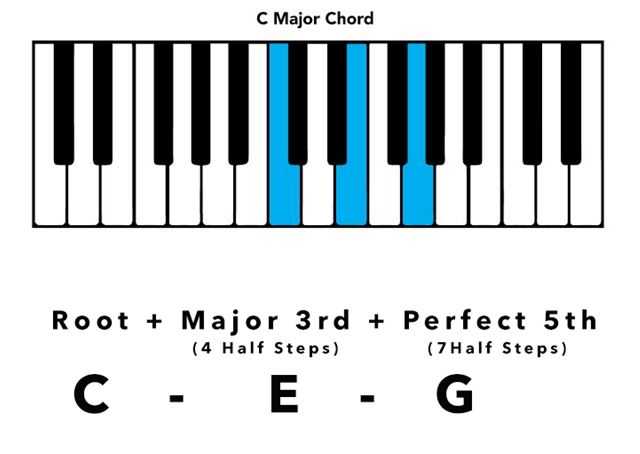 C Major Chord
Root + Major 3rd + Perfect 5th
(4 Half Steps) (7Half Steps)
C - E - G